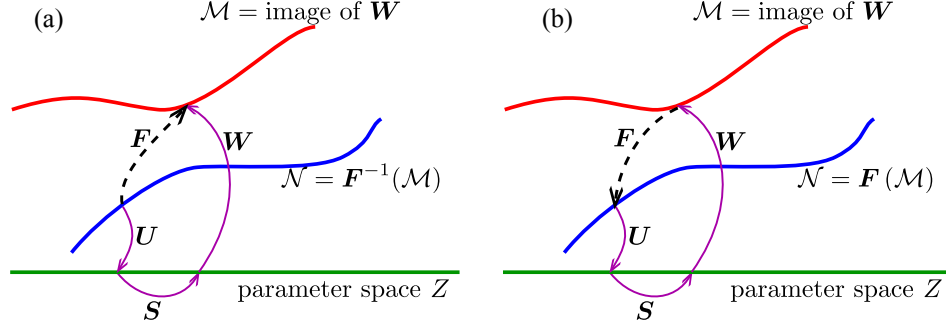 (a)
𝓜 = image of W
F
W
𝓝 = F⁻¹(𝓜)
U
parameter space Z
S
(b)
𝓜 = image of W
F
W
𝓝 = F (𝓜)
U
parameter space Z
S